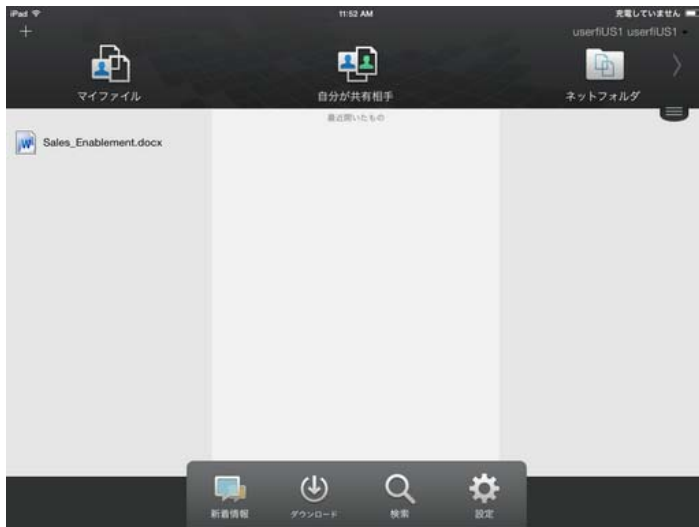 iPad 11:52 AM 充電していません
+ userfiUS1 userfiUS1
マイファイル 自分が共有相手 ネットフォルダ
最近開いたもの
Sales_Enablement.docx
新着情報 ダウンロード 検索 設定